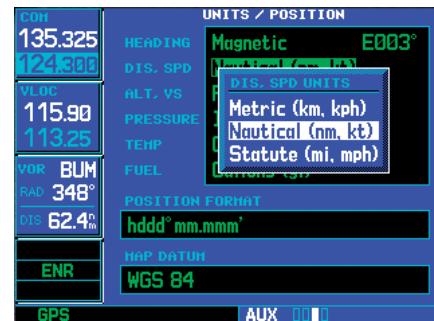 COM
135.325
124.300
VLOC
115.90
113.25
VOR BUM
RAD 348°
DIS 62.4nm
ENR
GPS
UNITS / POSITION
HEADING Magnetic E003°
DIS, SPD
ALT, VS
PRESSURE
TEMP
FUEL
DIS, SPD UNITS
Metric (km, kph)
Nautical (nm, kt)
Statute (mi, mph)
POSITION FORMAT
hddd°mm.mmm'
MAP DATUM
WGS 84
AUX